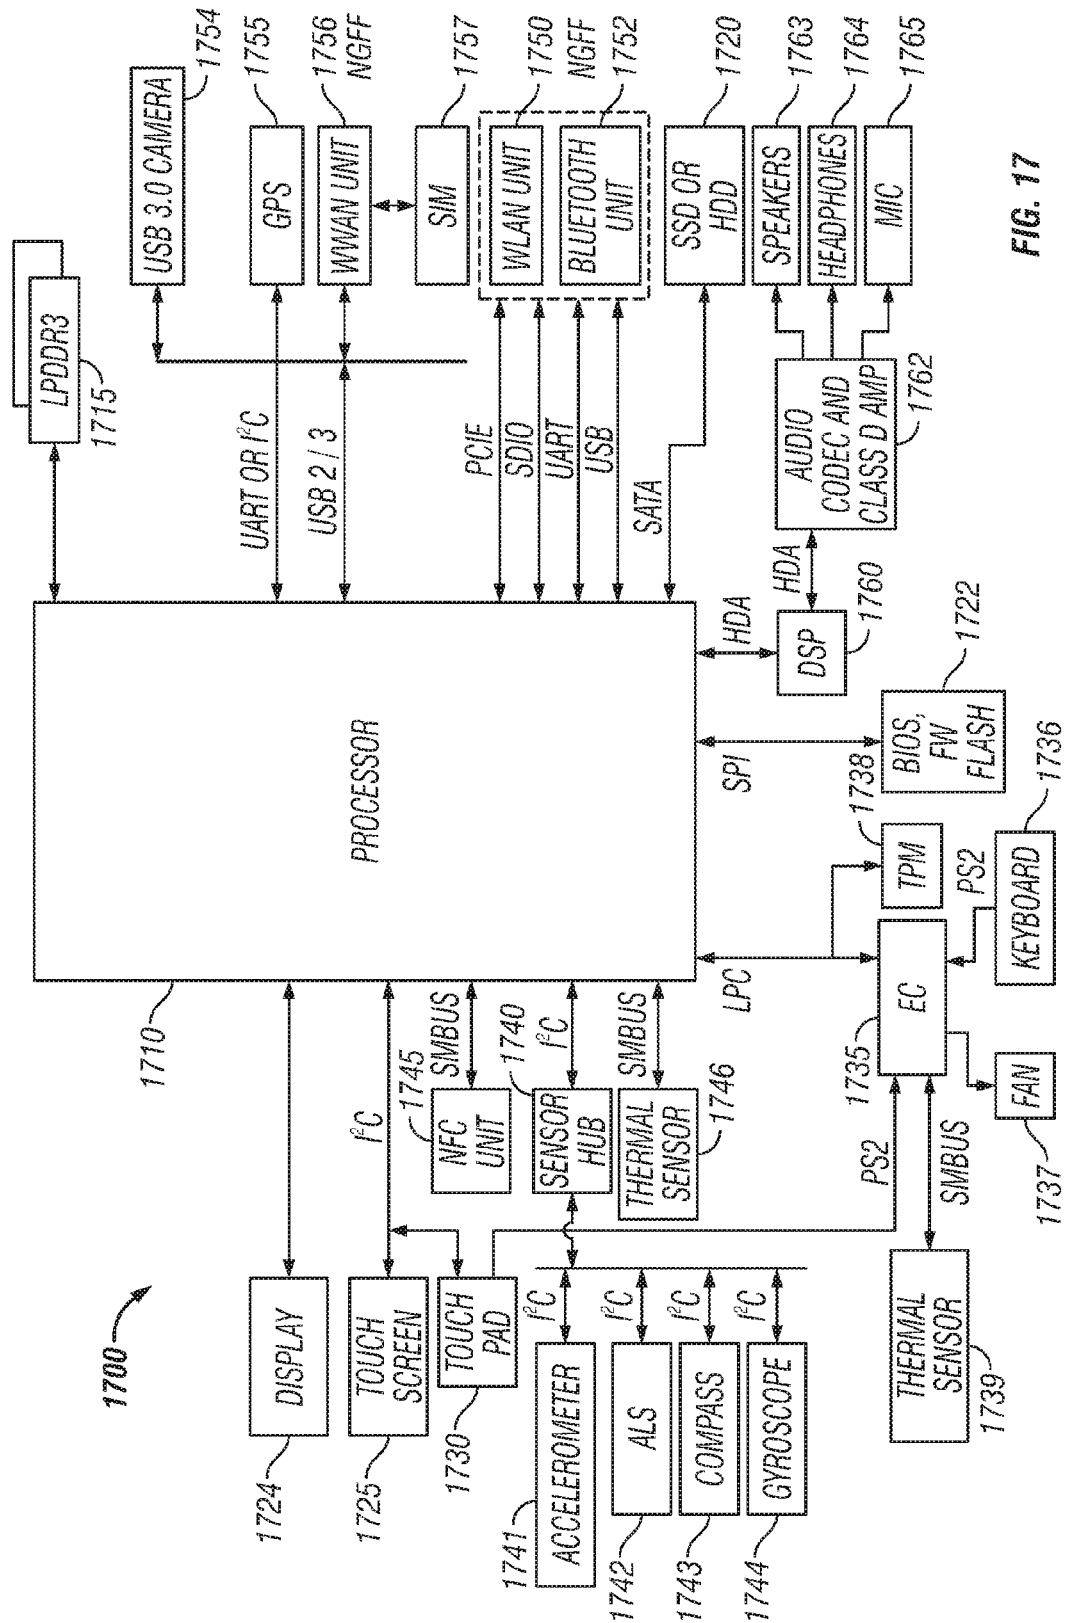 1700
LPDDR3
1715
USB 3.0 CAMERA
1754
GPS
1755
WWAN UNIT
1756
NGFF
SIM
1757
WLAN UNIT
1750
NGFF
BLUETOOTH
UNIT
1752
SSD OR
HDD
1720
SPEAKERS
1763
HEADPHONES
1764
MIC
1765
UART OR I²C
USB 2 / 3
PCIE
SDIO
UART
USB
SATA
AUDIO
CODEC AND
CLASS D AMP
1762
HDA
HDA
DSP
1760
PROCESSOR
1710
SPI
BIOS,
FW
FLASH
1722
LPC
TPM
1738
EC
1735
PS2
KEYBOARD
1736
FAN
1737
DISPLAY
1724
I²C
TOUCH
SCREEN
1725
TOUCH
PAD
1730
SMBUS
NFC
UNIT
1745
I²C
SENSOR
HUB
1740
SMBUS
THERMAL
SENSOR
1746
PS2
SMBUS
THERMAL
SENSOR
1739
I²C
ACCELEROMETER
1741
I²C
ALS
1742
I²C
COMPASS
1743
I²C
GYROSCOPE
1744
FIG. 17